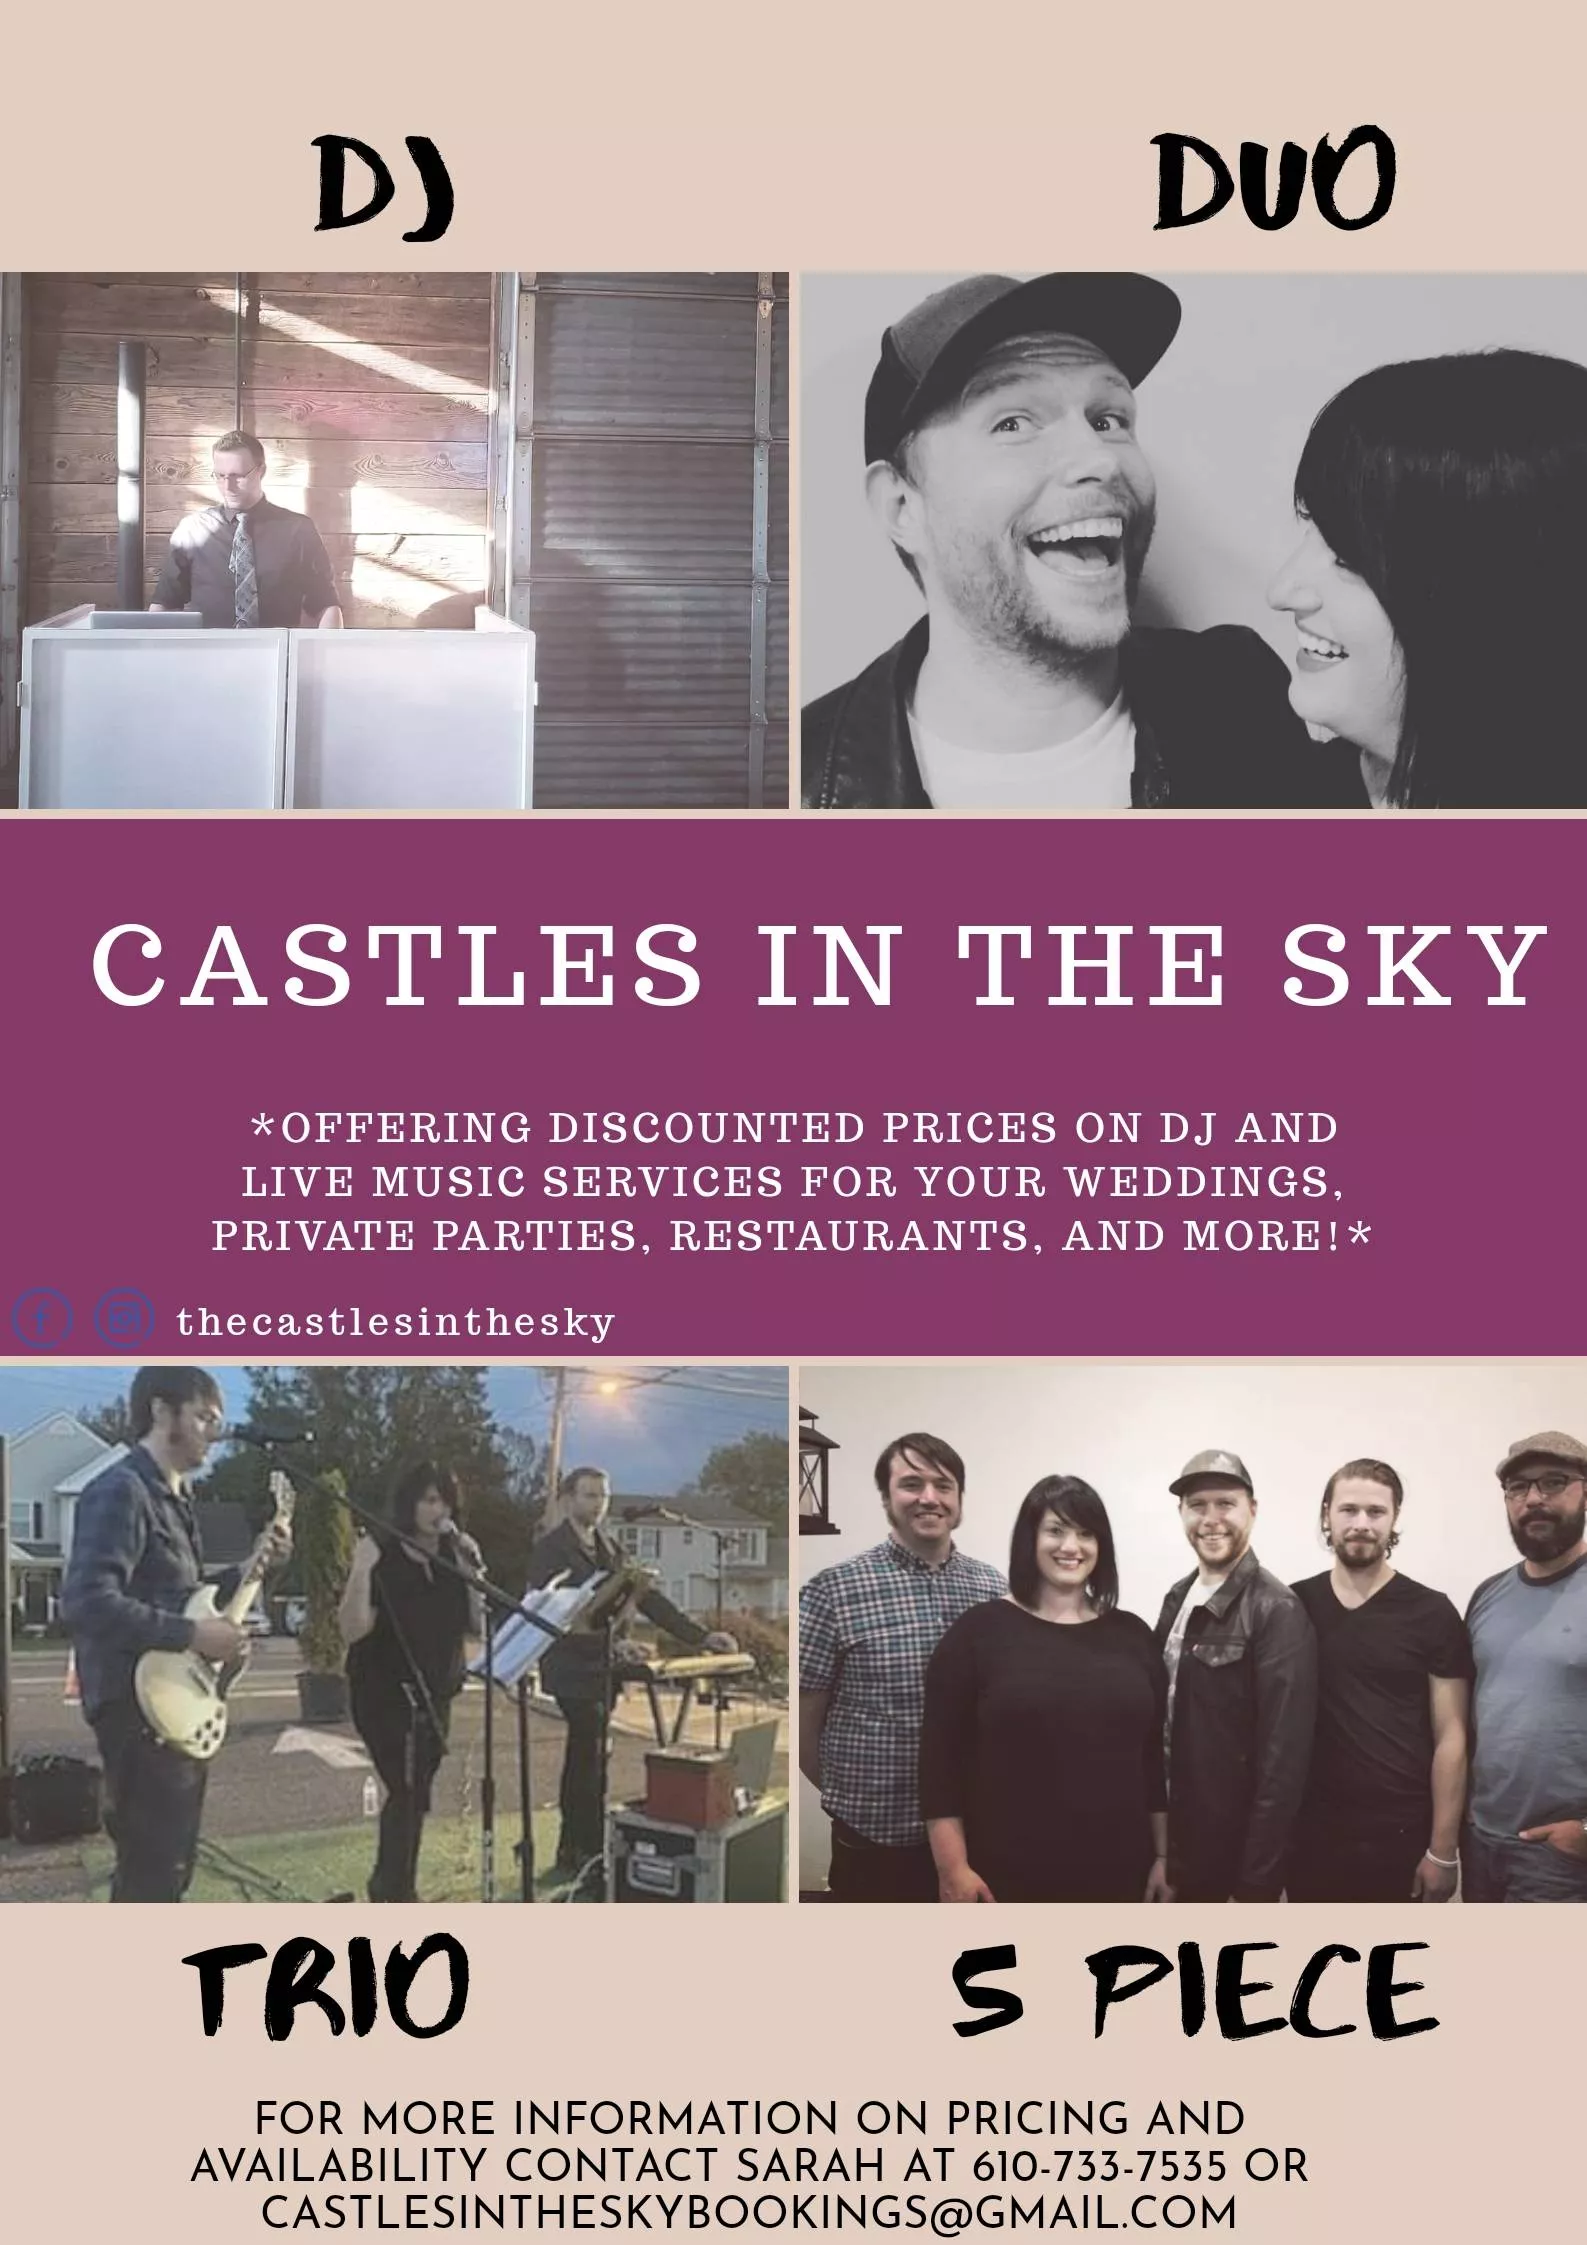 DJ
DUO
CASTLES IN THE SKY
*OFFERING DISCOUNTED PRICES ON DJ AND
LIVE MUSIC SERVICES FOR YOUR WEDDINGS,
PRIVATE PARTIES, RESTAURANTS, AND MORE!*
thecastlesinthesky
TRIO
5 PIECE
FOR MORE INFORMATION ON PRICING AND
AVAILABILITY CONTACT SARAH AT 610-733-7535 OR
CASTLESINTHESKYBOOKINGS@GMAIL.COM